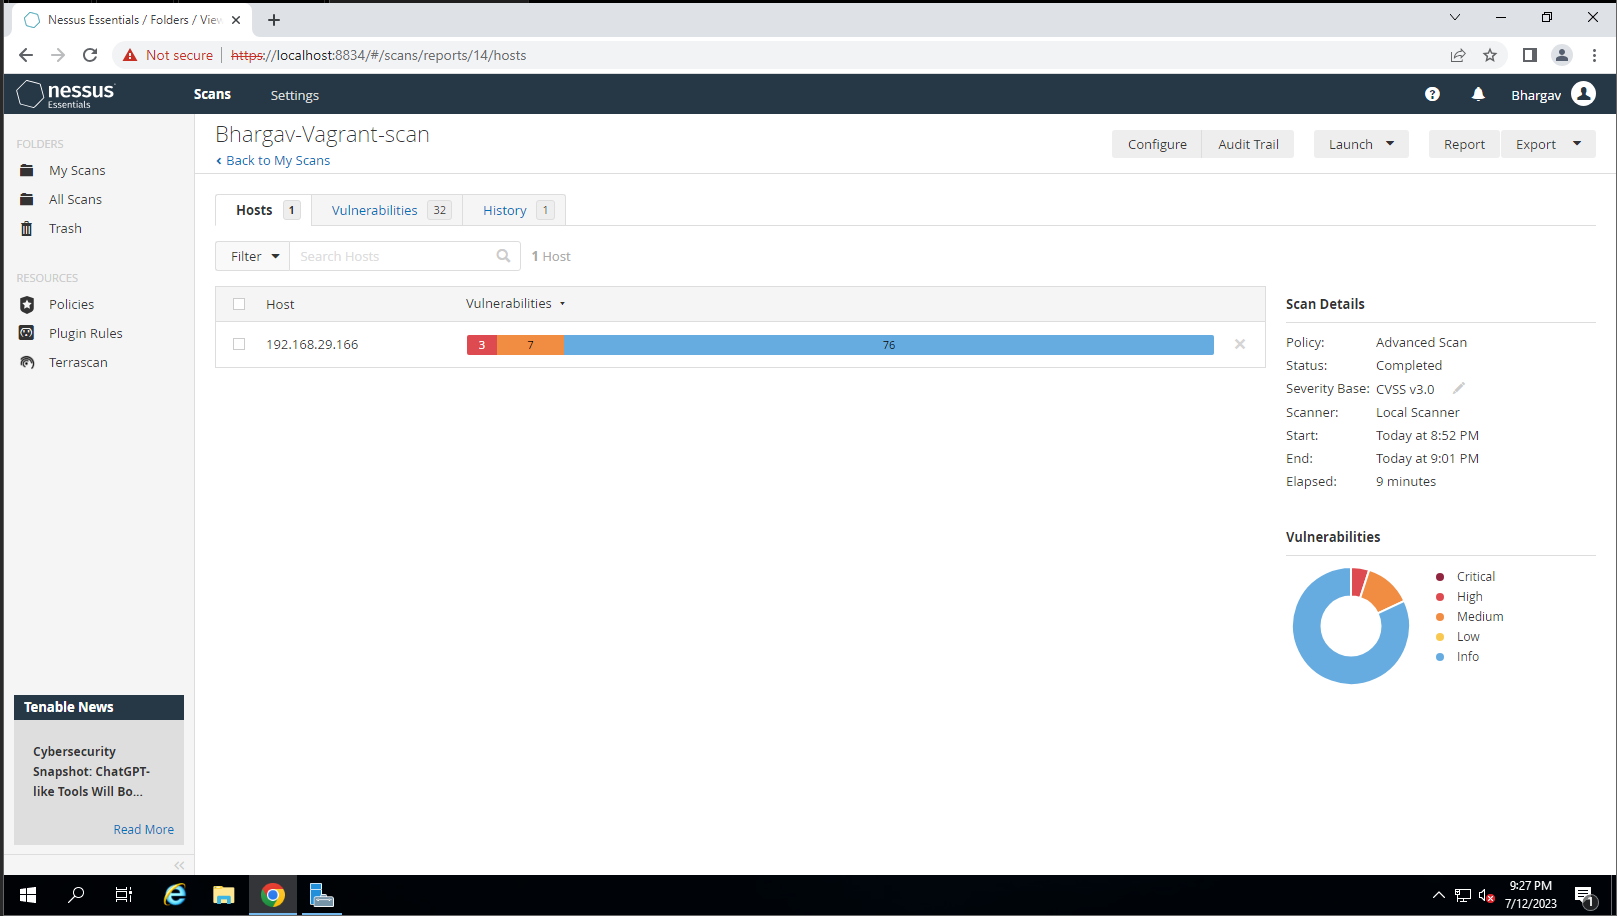 Nessus Essentials / Folders / View
Not secure https://localhost:8834/#/scans/reports/14/hosts
nessus
Essentials
Scans
Settings
?
Bhargav
FOLDERS
My Scans
All Scans
Trash
RESOURCES
Policies
Plugin Rules
Terrascan
Tenable News
Cybersecurity
Snapshot: ChatGPT-
like Tools Will Bo...
Read More
Bhargav-Vagrant-scan
Back to My Scans
Configure
Audit Trail
Launch
Report
Export
Hosts 1
Vulnerabilities 32
History 1
Filter
Search Hosts
1 Host
Host
Vulnerabilities
192.168.29.166
3
7
76
Scan Details
Policy: Advanced Scan
Status: Completed
Severity Base: CVSS v3.0
Scanner: Local Scanner
Start: Today at 8:52 PM
End: Today at 9:01 PM
Elapsed: 9 minutes
Vulnerabilities
Critical
High
Medium
Low
Info
9:27 PM
7/12/2023
1